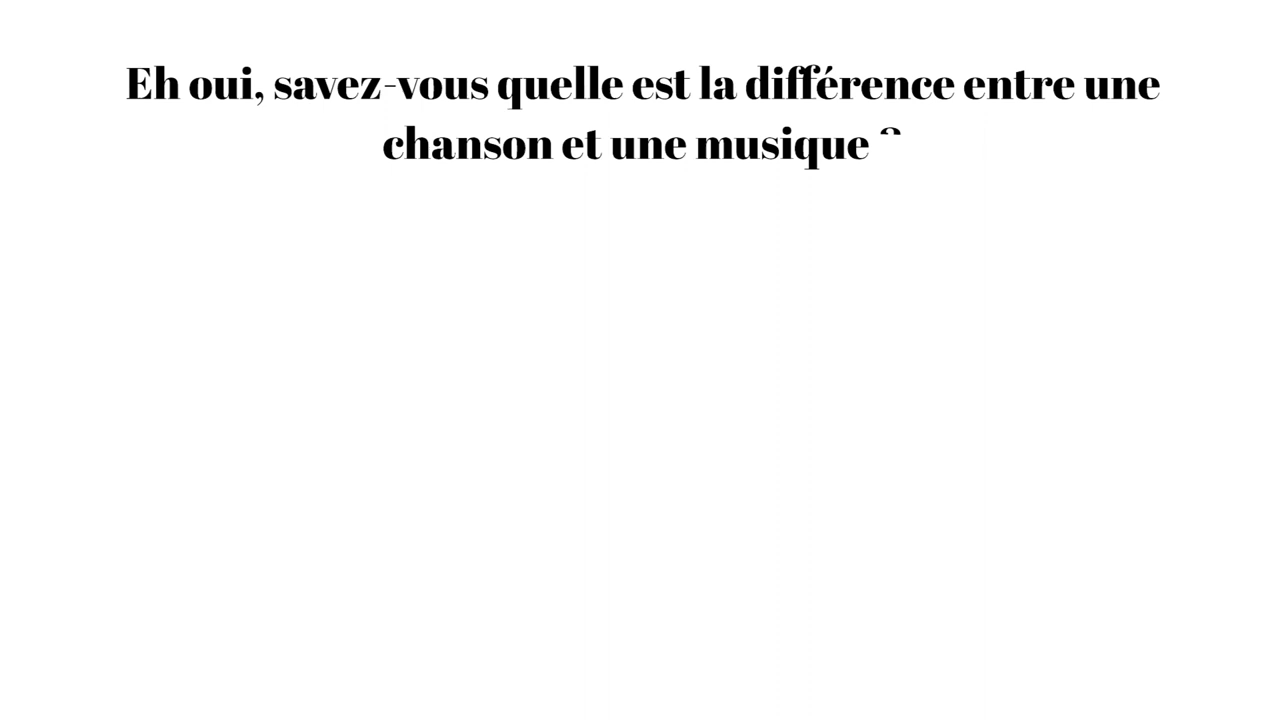 Eh oui, savez-vous quelle est la différence entre une
chanson et une musique ?